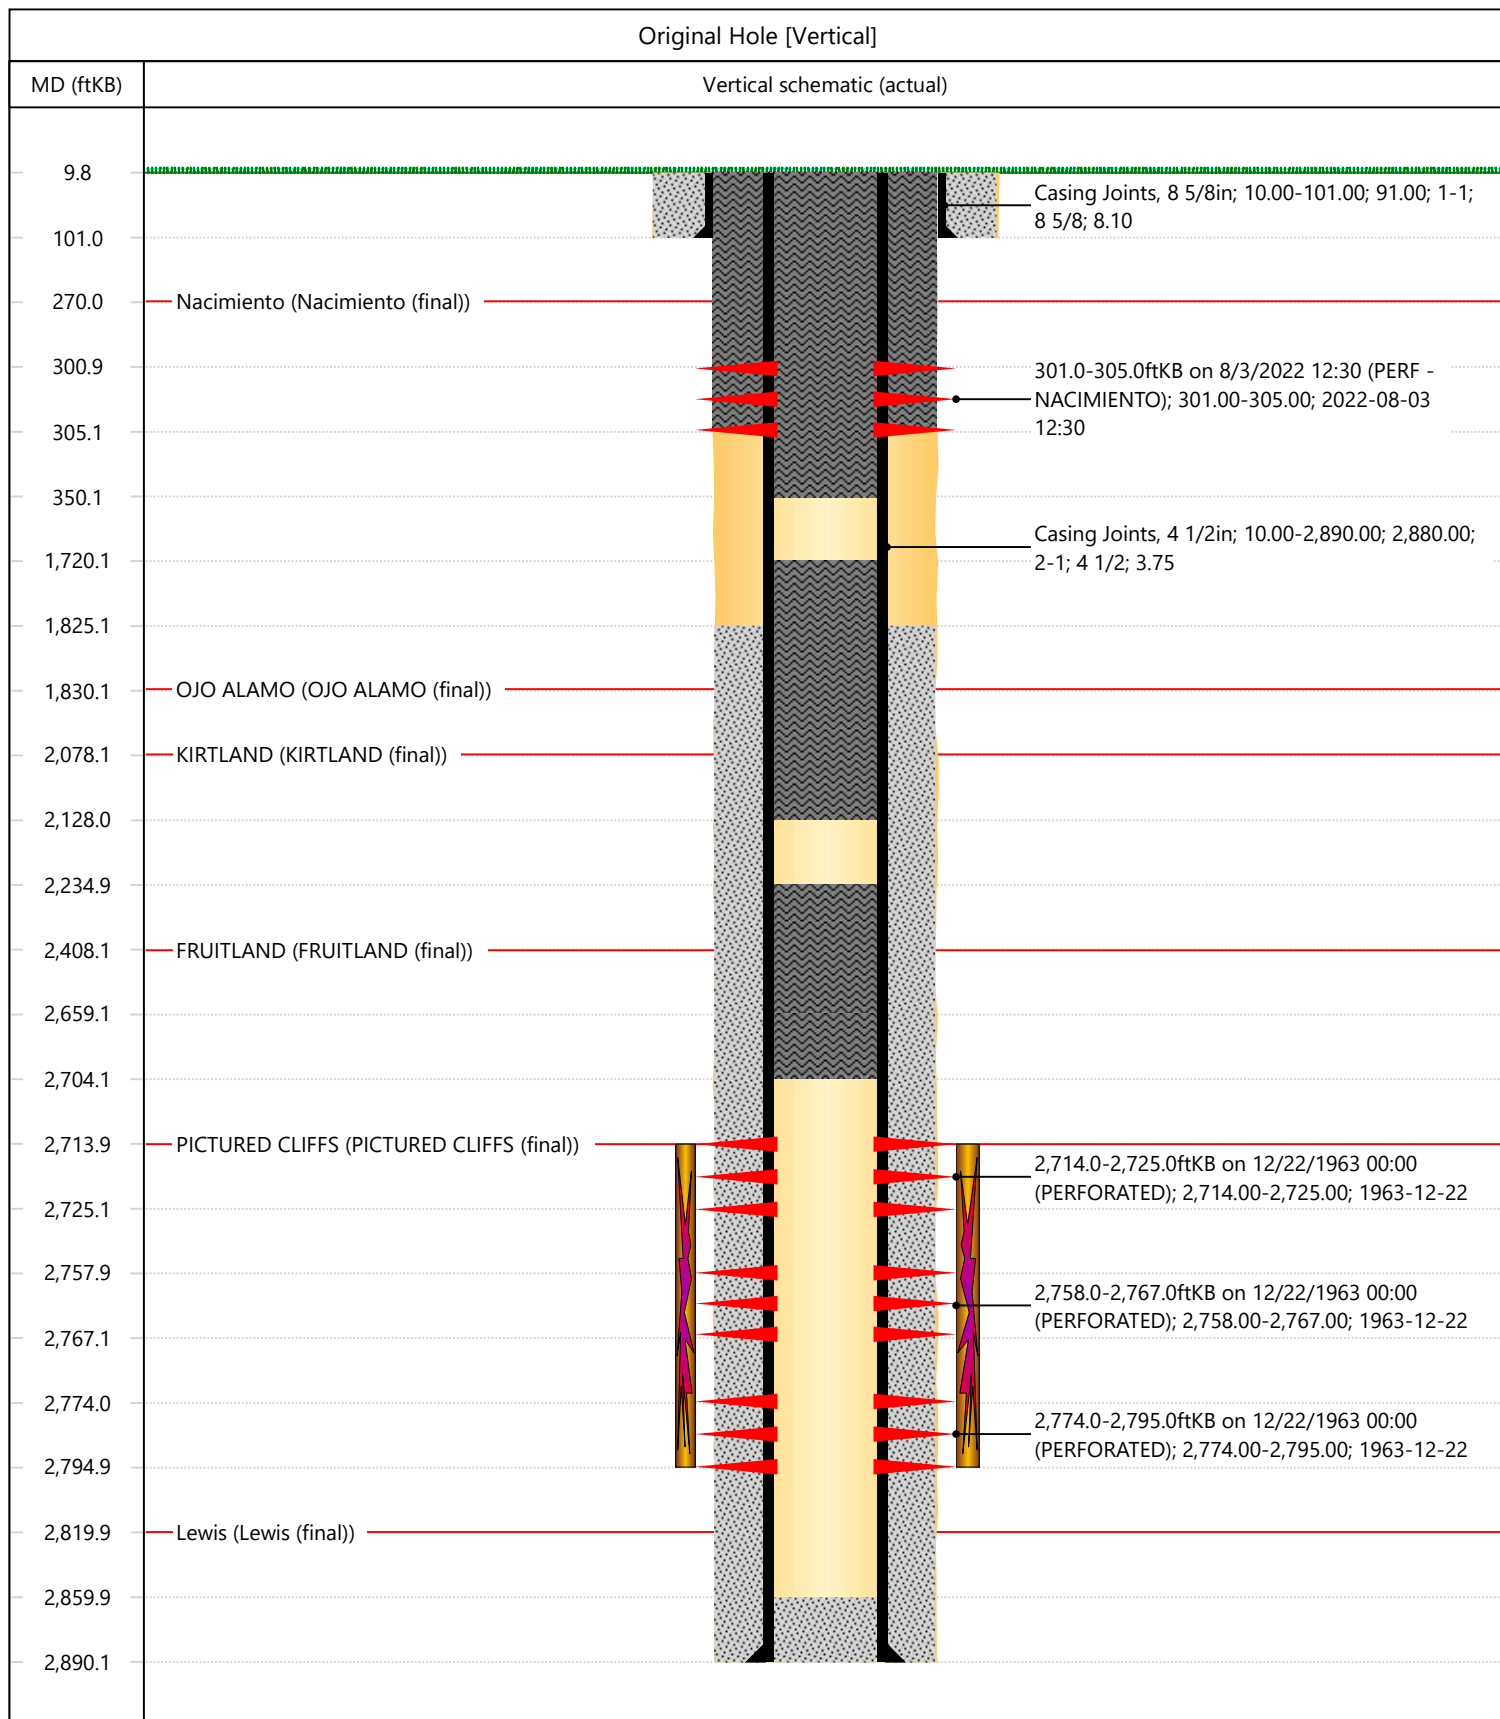 Original Hole [Vertical]
MD (ftKB)
Vertical schematic (actual)
9.8
Casing Joints, 8 5/8in; 10.00-101.00; 91.00; 1-1;
8 5/8; 8.10
101.0
270.0
Nacimiento (Nacimiento (final))
300.9
301.0-305.0ftKB on 8/3/2022 12:30 (PERF -
NACIMIENTO); 301.00-305.00; 2022-08-03
12:30
305.1
350.1
Casing Joints, 4 1/2in; 10.00-2,890.00; 2,880.00;
2-1; 4 1/2; 3.75
1,720.1
1,825.1
1,830.1
OJO ALAMO (OJO ALAMO (final))
2,078.1
KIRTLAND (KIRTLAND (final))
2,128.0
2,234.9
2,408.1
FRUITLAND (FRUITLAND (final))
2,659.1
2,704.1
2,713.9
PICTURED CLIFFS (PICTURED CLIFFS (final))
2,714.0-2,725.0ftKB on 12/22/1963 00:00
(PERFORATED); 2,714.00-2,725.00; 1963-12-22
2,725.1
2,757.9
2,758.0-2,767.0ftKB on 12/22/1963 00:00
(PERFORATED); 2,758.00-2,767.00; 1963-12-22
2,767.1
2,774.0
2,774.0-2,795.0ftKB on 12/22/1963 00:00
(PERFORATED); 2,774.00-2,795.00; 1963-12-22
2,794.9
2,819.9
Lewis (Lewis (final))
2,859.9
2,890.1